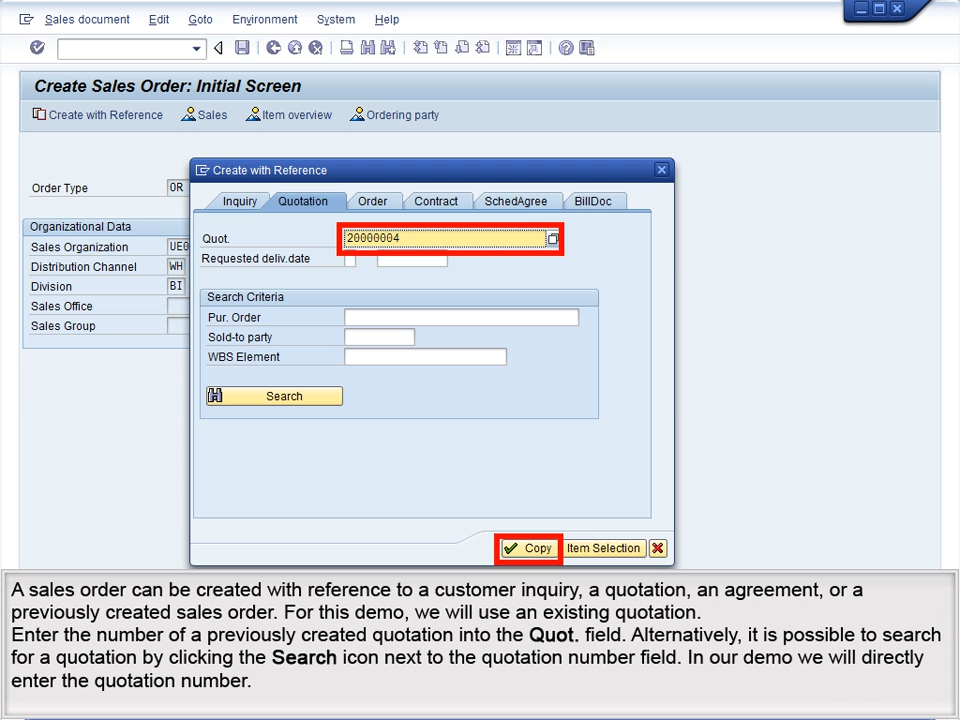 Sales document Edit Goto Environment System Help
Create Sales Order: Initial Screen
Create with Reference Sales Item overview Ordering party
Create with Reference
Order Type OR
Inquiry Quotation Order Contract SchedAgree BillDoc
Organizational Data
Sales Organization UE0
Distribution Channel WH
Division BI
Sales Office
Sales Group
Quot. 20000004
Requested deliv.date
Search Criteria
Pur. Order
Sold-to party
WBS Element
Search
Copy Item Selection
A sales order can be created with reference to a customer inquiry, a quotation, an agreement, or a
previously created sales order. For this demo, we will use an existing quotation.
Enter the number of a previously created quotation into the Quot. field. Alternatively, it is possible to search
for a quotation by clicking the Search icon next to the quotation number field. In our demo we will directly
enter the quotation number.